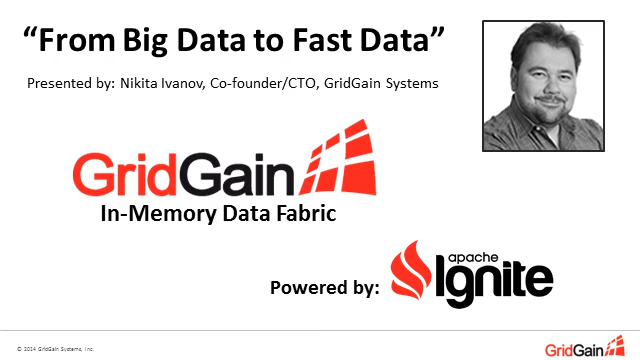 “From Big Data to Fast Data”
Presented by: Nikita Ivanov, Co-founder/CTO, GridGain Systems
GridGain
In-Memory Data Fabric
Powered by:
apache
Ignite
© 2014 GridGain Systems, Inc.
GridGain